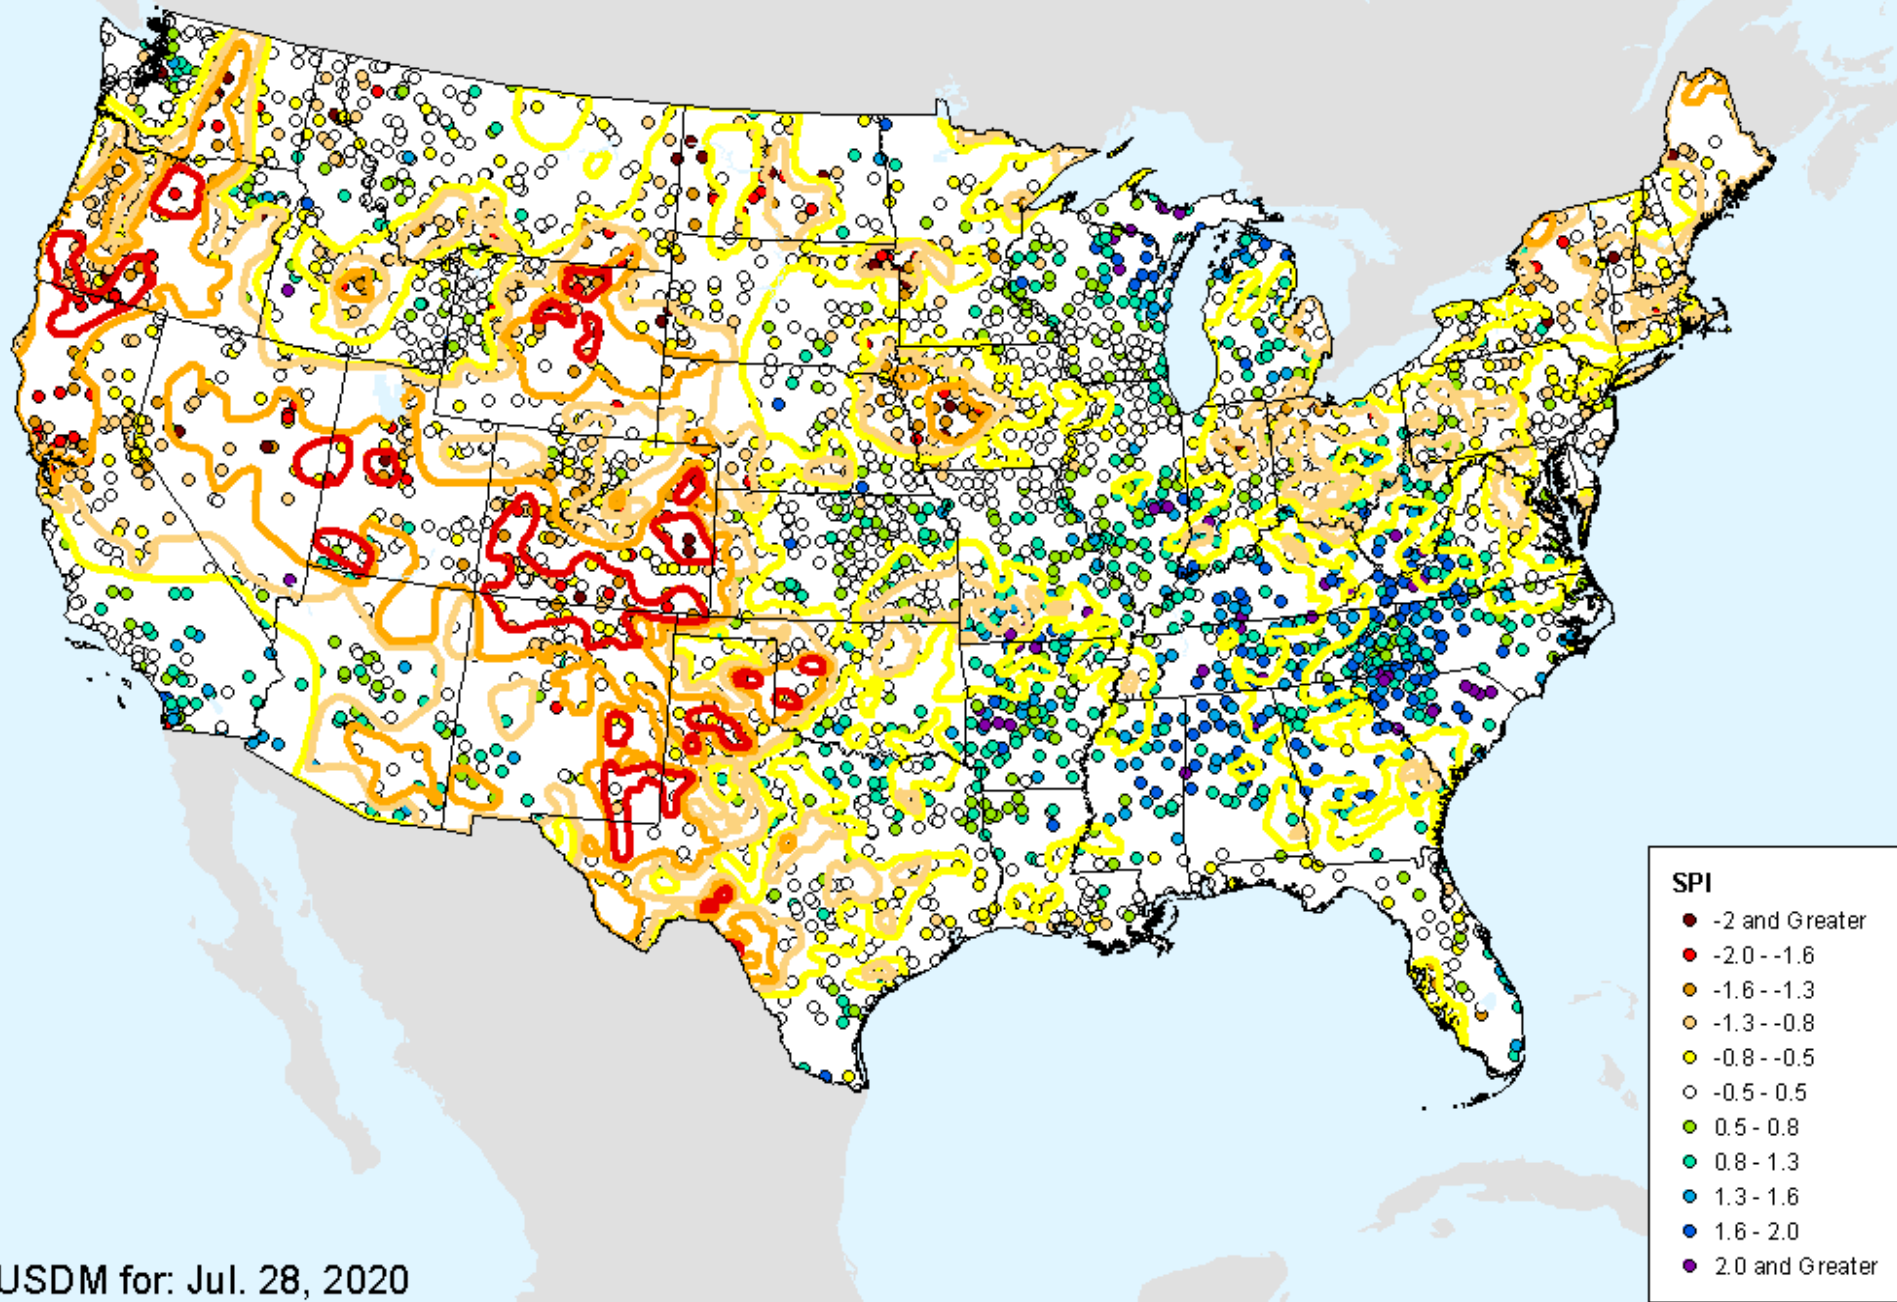 SPI
-2 and Greater
-2.0 - -1.6
-1.6 - -1.3
-1.3 - -0.8
-0.8 - -0.5
-0.5 - 0.5
0.5 - 0.8
0.8 - 1.3
1.3 - 1.6
1.6 - 2.0
2.0 and Greater
USDM for: Jul. 28, 2020